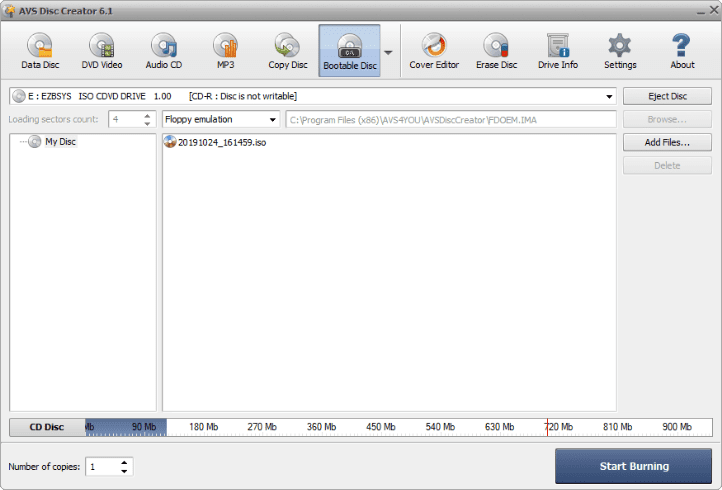 AVS Disc Creator 6.1
Data Disc DVD Video Audio CD MP3 Copy Disc Bootable Disc Cover Editor Erase Disc Drive Info Settings About
E : EZBSYS ISO CDVD DRIVE 1.00 [CD-R : Disc is not writable] Eject Disc
Loading sectors count: 4 Floppy emulation C:\Program Files (x86)\AVS4YOU\AVSDiscCreator\FDOEM.IMA Browse...
My Disc 20191024_161459.iso Add Files...
Delete
CD Disc Mb 90 Mb 180 Mb 270 Mb 360 Mb 450 Mb 540 Mb 630 Mb 720 Mb 810 Mb 900 Mb
Number of copies: 1 Start Burning